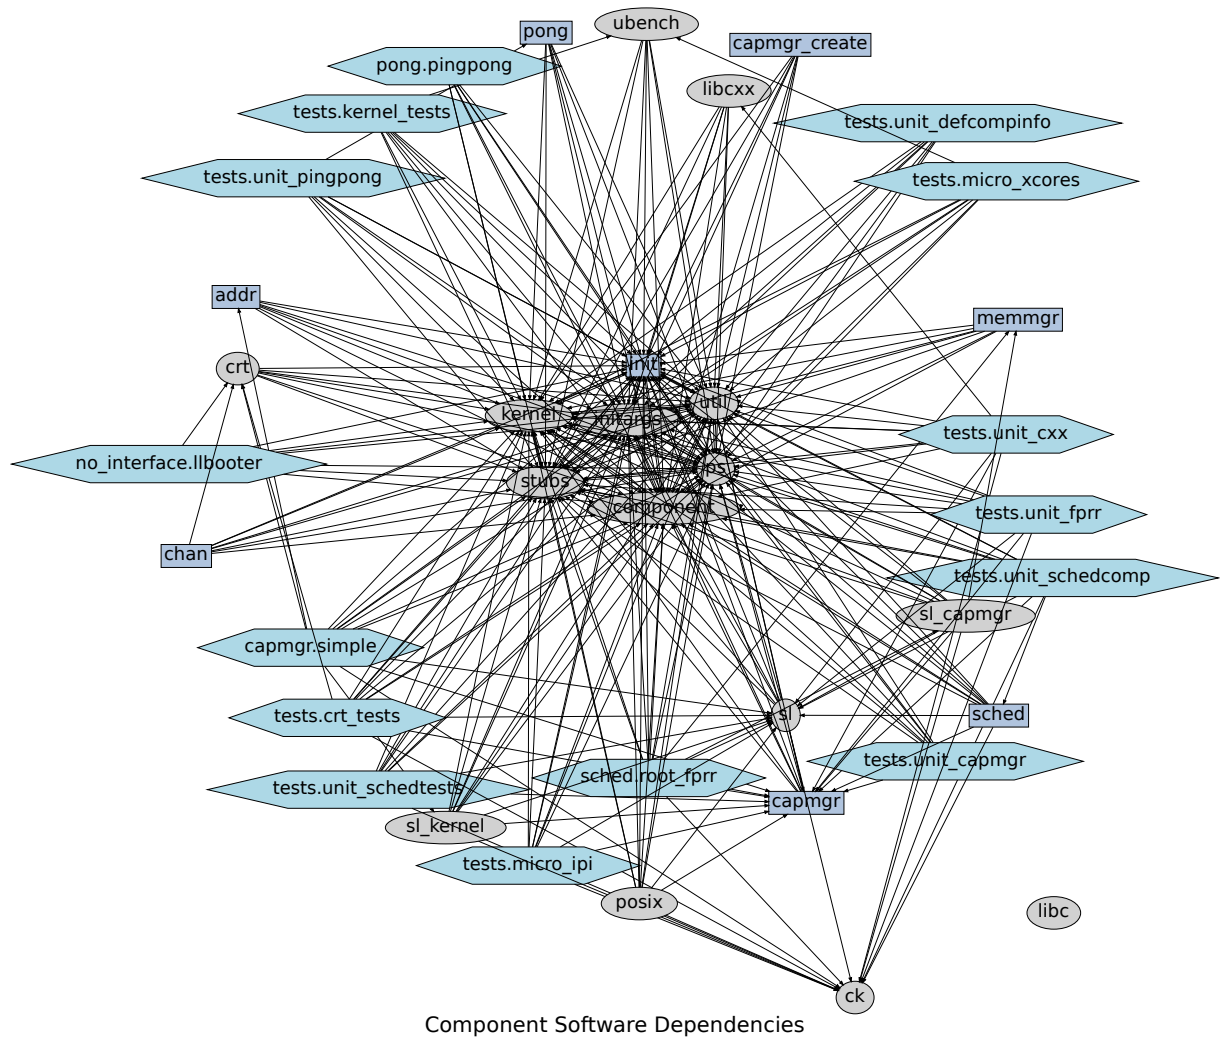 ubench
pong
capmgr_create
pong.pingpong
libcxx
tests.kernel_tests
tests.unit_defcompinfo
tests.unit_pingpong
tests.micro_xcores
addr
memmgr
init
crt
util
kernel
initargs
tests.unit_cxx
no_interface.llbooter
ps
stubs
component
tests.unit_fprr
chan
tests.unit_schedcomp
sl_capmgr
capmgr.simple
tests.crt_tests
sl
sched
tests.unit_capmgr
sched.root_fprr
tests.unit_schedtests
capmgr
sl_kernel
tests.micro_ipi
posix
libc
ck
Component Software Dependencies